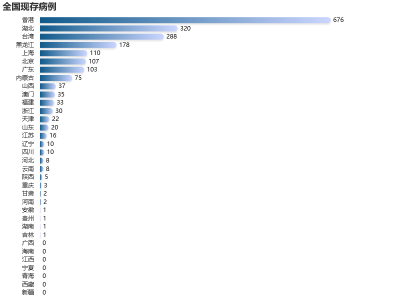 全国现存病例
香港 676
湖北 320
台湾 288
黑龙江 178
上海 110
北京 107
广东 103
内蒙古 75
山西 37
澳门 35
福建 33
浙江 30
天津 22
山东 20
江苏 16
辽宁 10
四川 10
河北 8
云南 8
陕西 5
重庆 3
甘肃 2
河南 2
安徽 1
贵州 1
湖南 1
吉林 1
广西 0
海南 0
江西 0
宁夏 0
青海 0
西藏 0
新疆 0